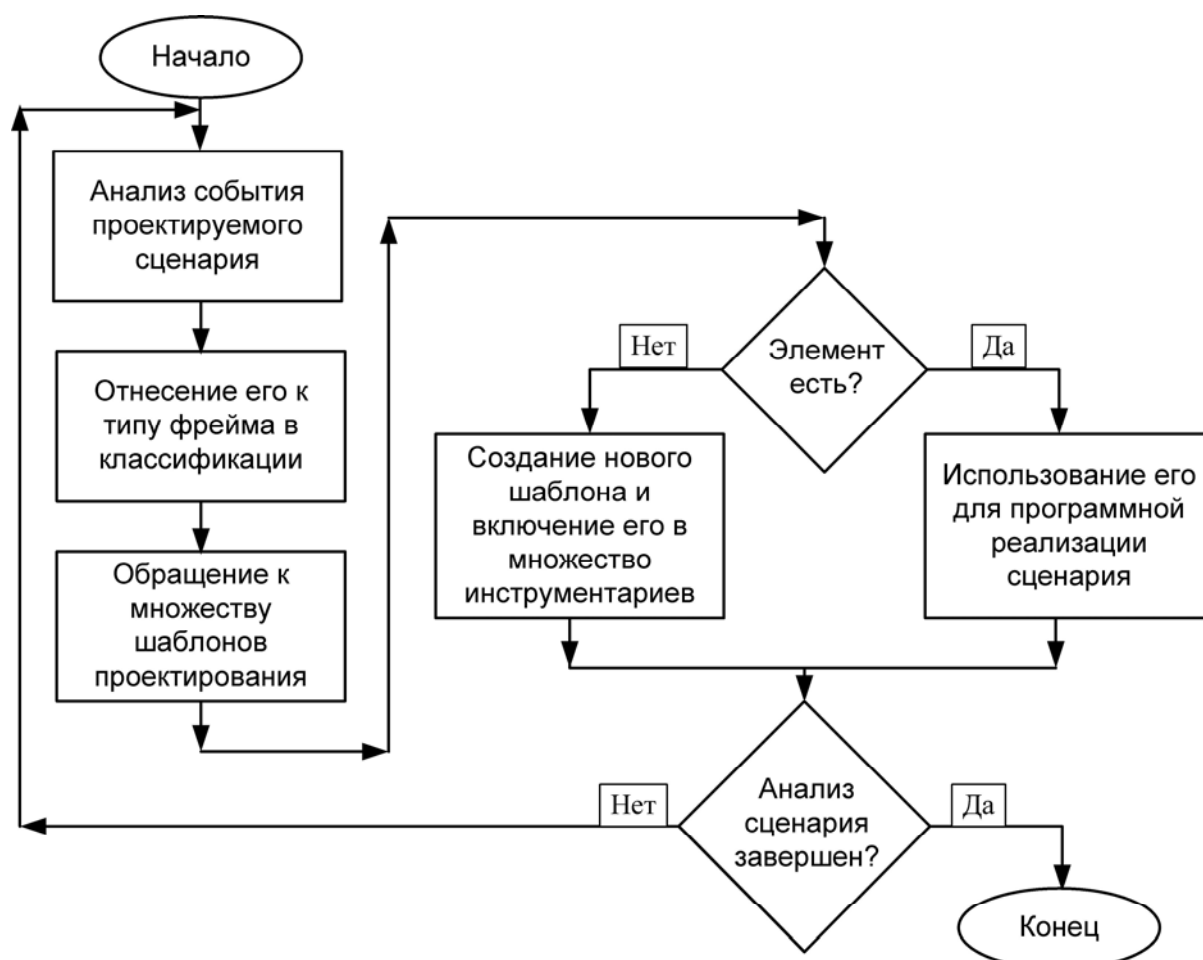 Начало
Анализ события
проектируемого
сценария
Отнесение его к
типу фрейма в
классификации
Обращение к
множеству
шаблонов
проектирования
Элемент
есть?
Нет
Да
Создание нового
шаблона и
включение его в
множество
инструментариев
Использование его
для программной
реализации
сценария
Анализ
сценария
завершен?
Нет
Да
Конец